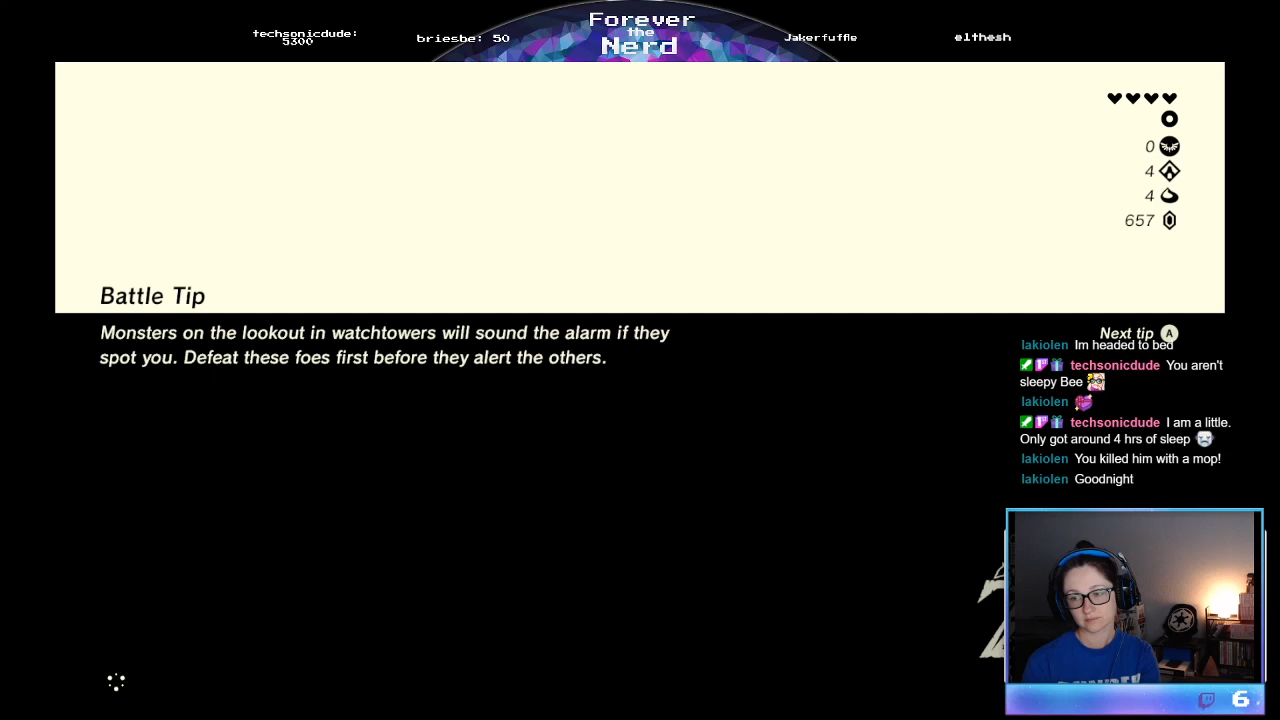 techsonicdude:
5300
briesbe: 50
Forever
the
Nerd
Jakerfuffle
elthesh
0
4
4
657
Battle Tip
Monsters on the lookout in watchtowers will sound the alarm if they
spot you. Defeat these foes first before they alert the others.
Next tip A
lakiolen Im headed to bed
techsonicdude You aren't
sleepy Bee
lakiolen
techsonicdude I am a little.
Only got around 4 hrs of sleep
lakiolen You killed him with a mop!
lakiolen Goodnight
6